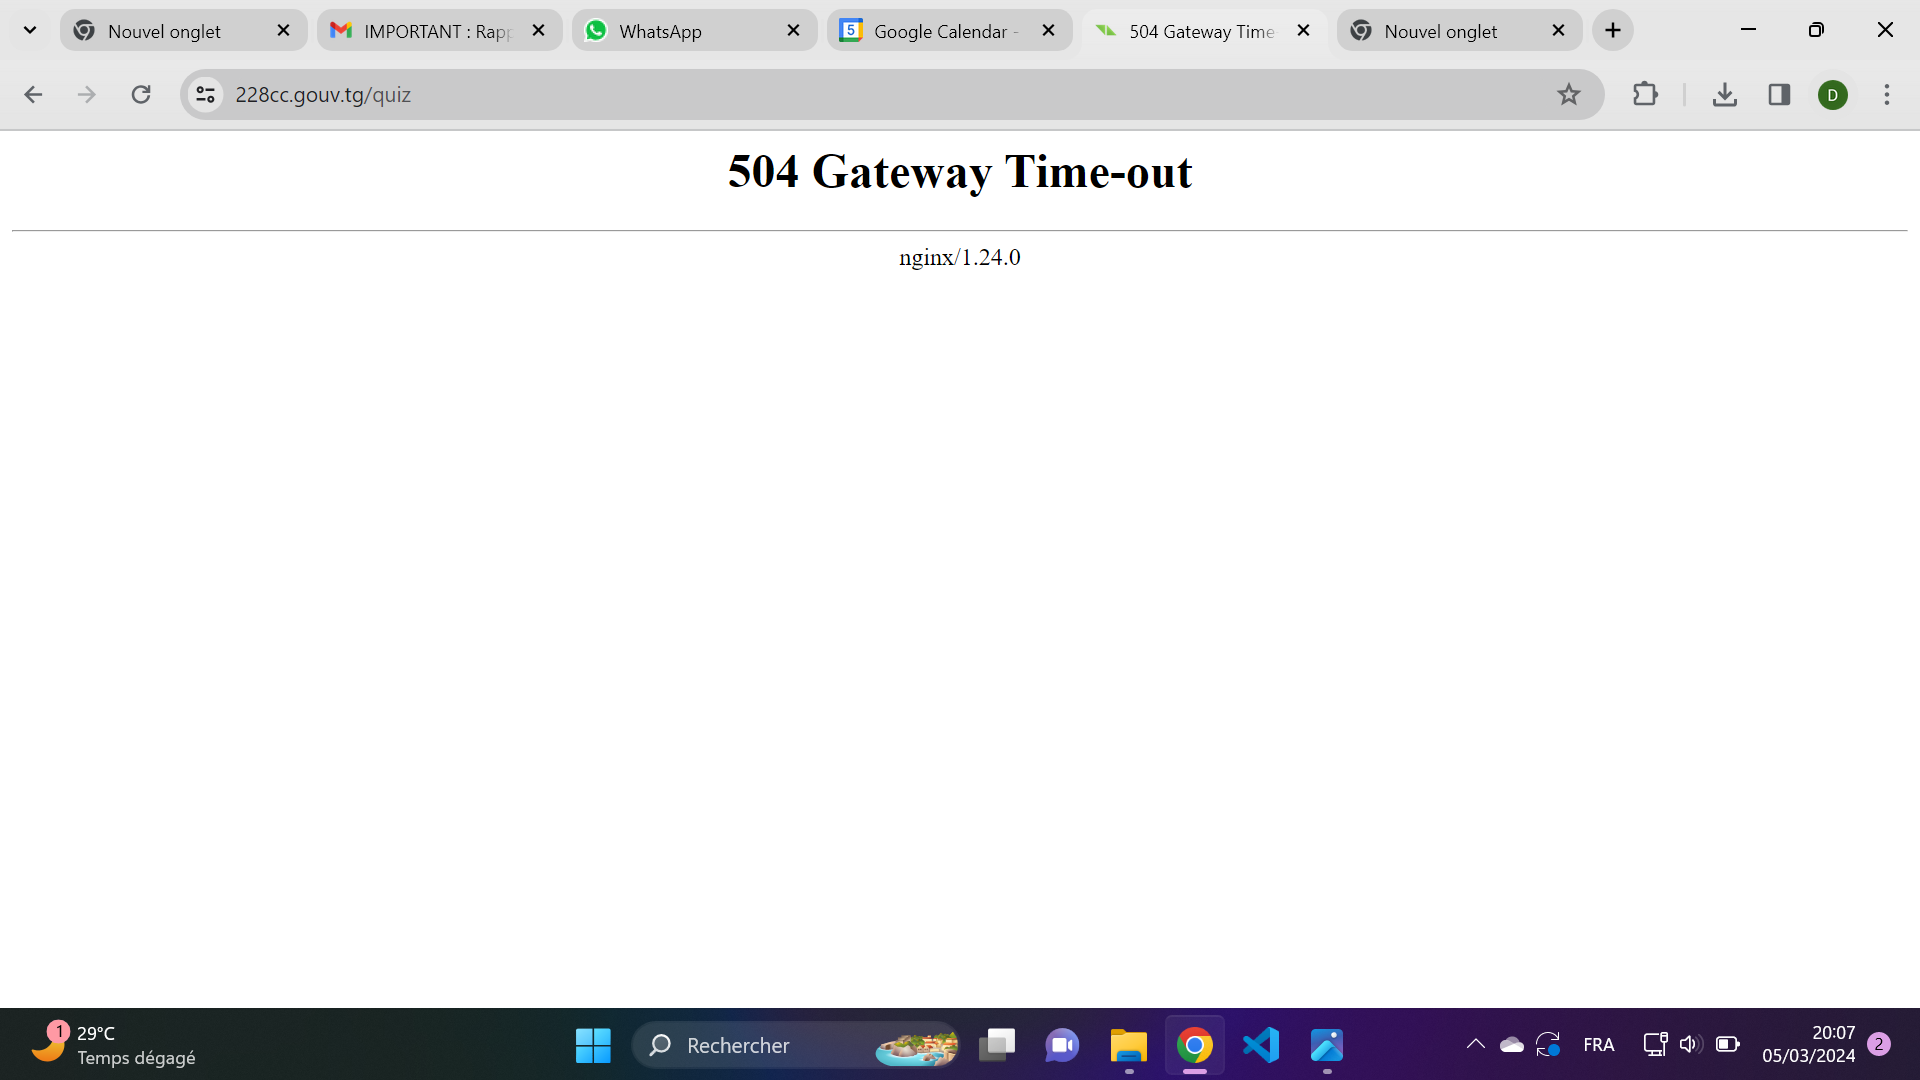 Nouvel onglet
IMPORTANT : Rapp
WhatsApp
5
Google Calendar -
504 Gateway Time
Nouvel onglet
228cc.gouv.tg/quiz
D
504 Gateway Time-out
nginx/1.24.0
1
29°C
Temps dégagé
Rechercher
FRA
20:07
05/03/2024
2